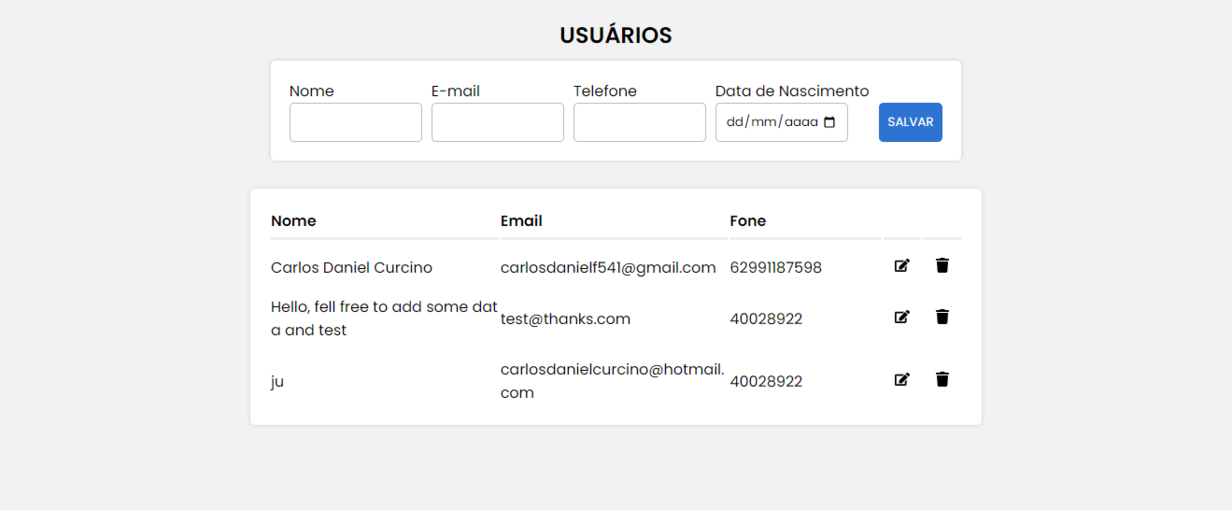 USUÁRIOS
Nome E-mail Telefone Data de Nascimento
dd/mm/aaaa SALVAR
Nome Email Fone
Carlos Daniel Curcino carlosdanielf541@gmail.com 62991187598
Hello, fell free to add some dat
a and test
test@thanks.com 40028922
ju
carlosdanielcurcino@hotmail.
com
40028922